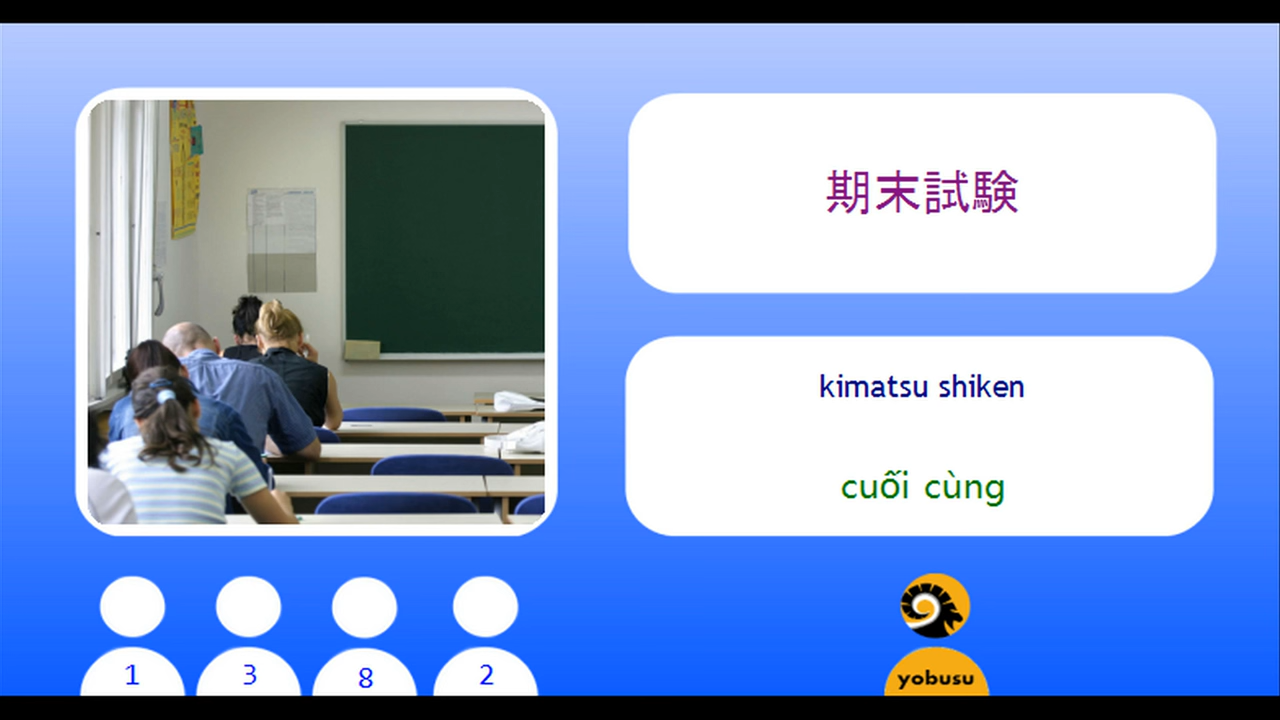 期末試験
kimatsu shiken
cuối cùng
1 3 8 2
yobusu